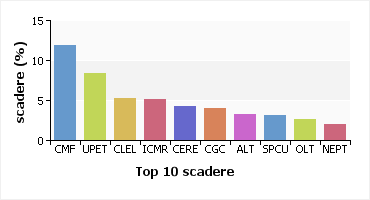 scadere (%)
15
10
5
0
CMF UPET CLEL ICMR CERE CGC ALT SPCU OLT NEPT
Top 10 scadere